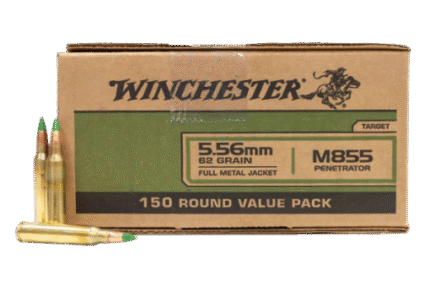 WINCHESTER
TARGET
5.56mm
62 GRAIN
FULL METAL JACKET
M855
PENETRATOR
150 ROUND VALUE PACK